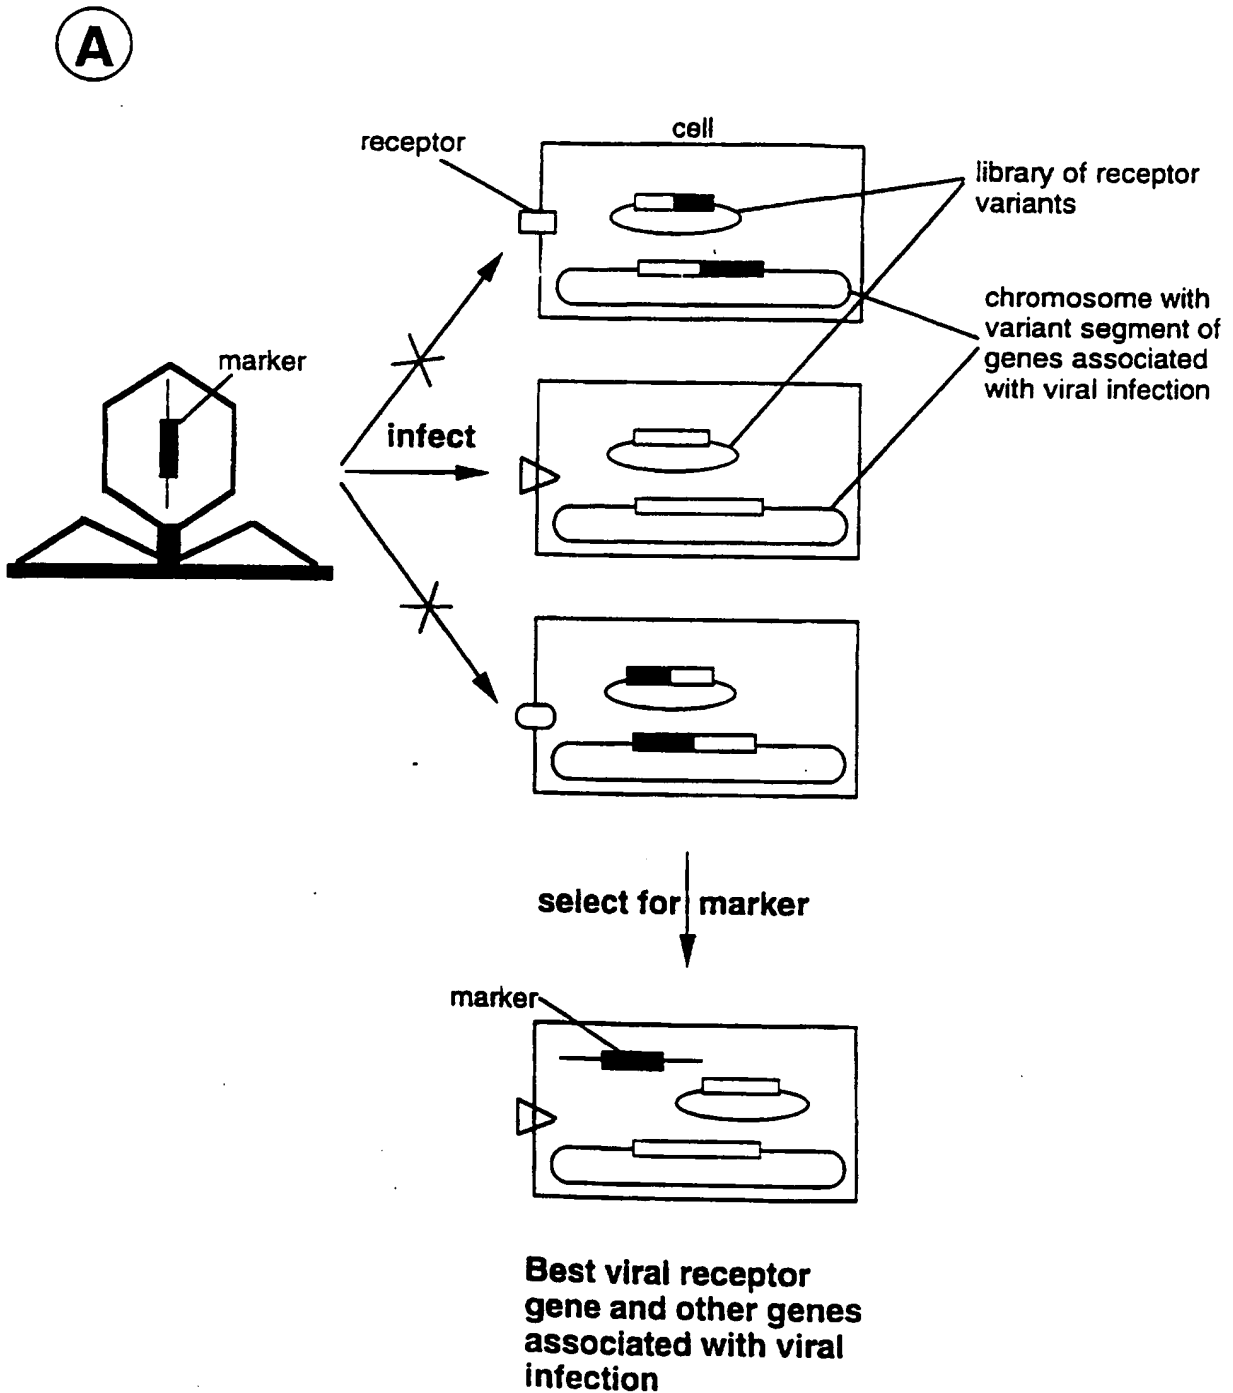 A
cell
receptor
library of receptor
variants
chromosome with
variant segment of
genes associated
with viral infection
marker
infect
select for marker
marker
Best viral receptor
gene and other genes
associated with viral
infection